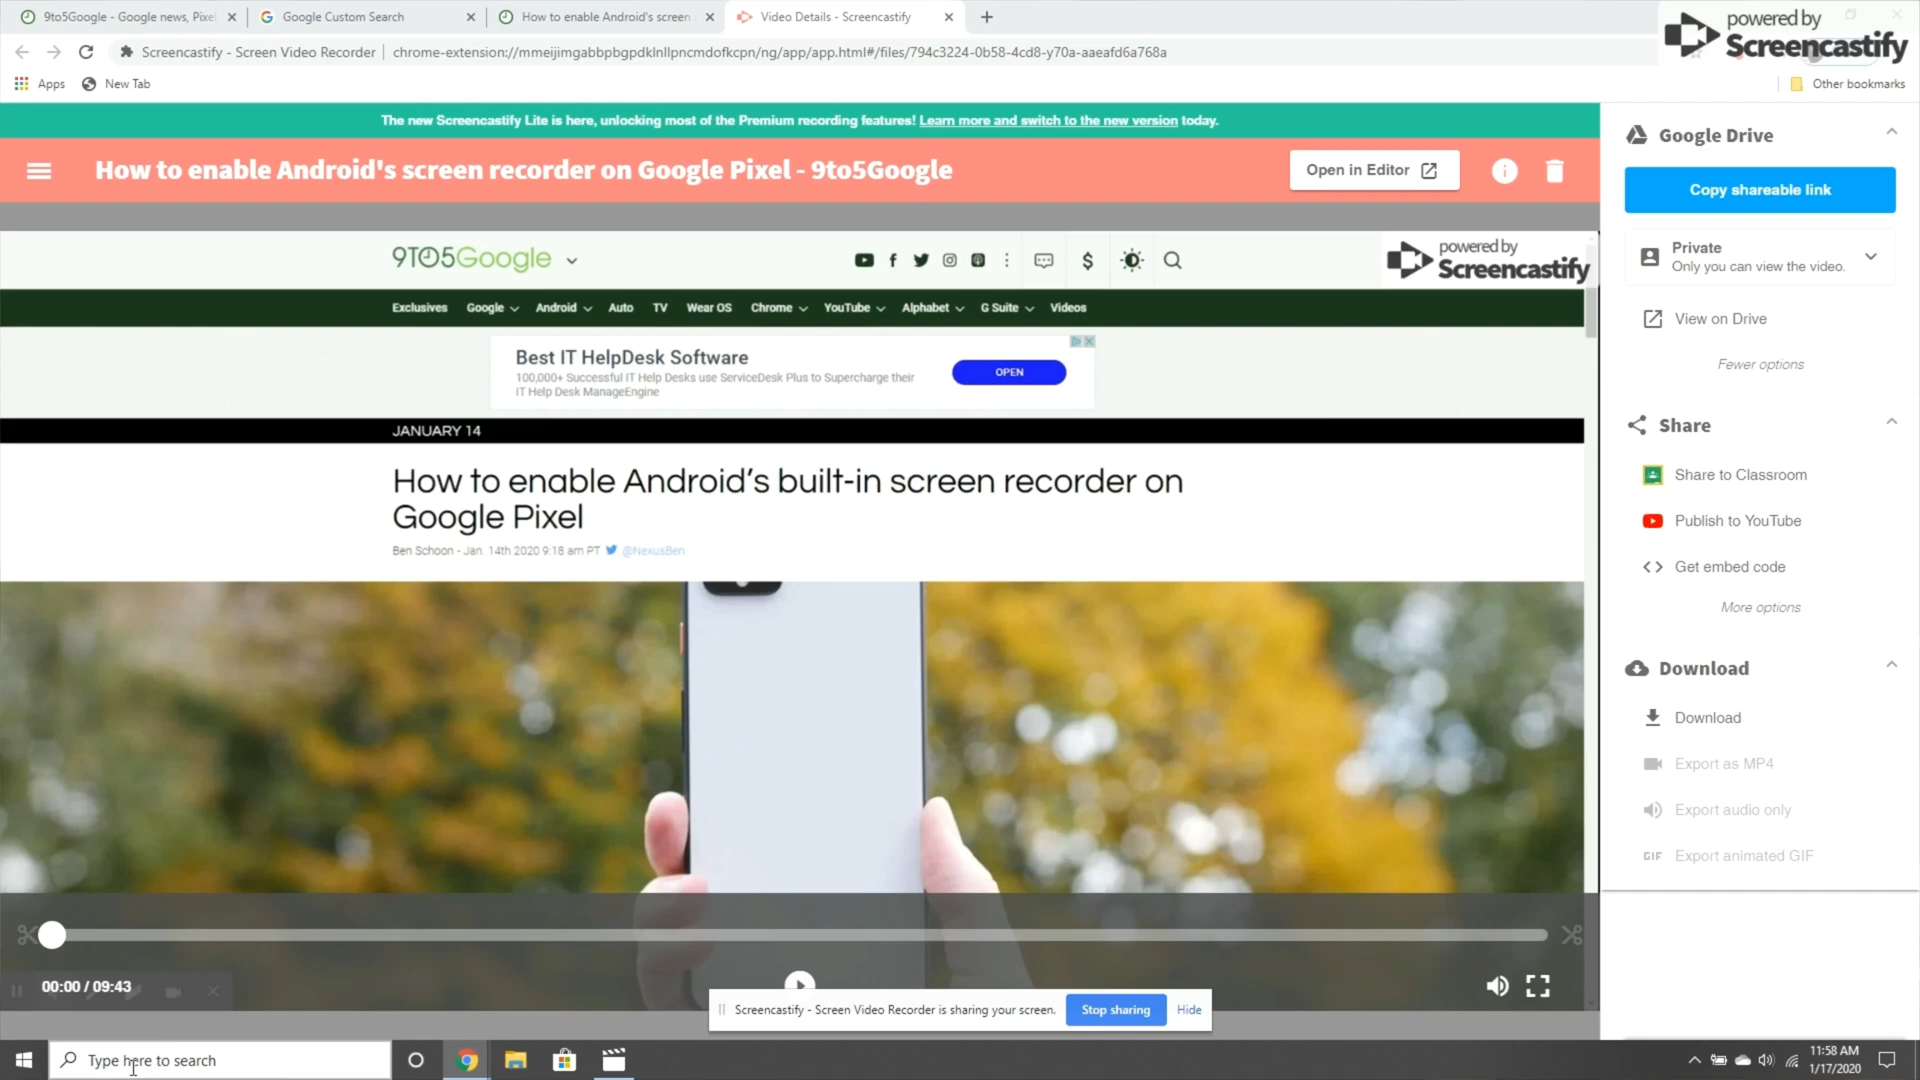 9to5Google - Google news, Pixel
Google Custom Search
How to enable Android's screen
Video Details - Screencastify
powered by
Screencastify
Screencastify - Screen Video Recorder
chrome-extension://mmeijimgabbpbgpdklnllpncmdofkcpn/ng/app/app.html#/files/794c3224-0b58-4cd8-y70a-aaeafd6a768a
Apps
New Tab
Other bookmarks
The new Screencastify Lite is here, unlocking most of the Premium recording features! Learn more and switch to the new version today.
How to enable Android's screen recorder on Google Pixel - 9to5Google
Open in Editor
Google Drive
Copy shareable link
Private
Only you can view the video.
View on Drive
Fewer options
Share
Share to Classroom
Publish to YouTube
Get embed code
More options
Download
Download
Export as MP4
Export audio only
GIF Export animated GIF
9TO5Google
powered by
Screencastify
Exclusives Google Android Auto TV Wear OS Chrome YouTube Alphabet G Suite Videos
Best IT HelpDesk Software
100,000+ Successful IT Help Desks use ServiceDesk Plus to Supercharge their
IT Help Desk ManageEngine
OPEN
JANUARY 14
How to enable Android's built-in screen recorder on
Google Pixel
Ben Schoon - Jan. 14th 2020 9:18 am PT @NexusBen
00:00 / 09:43
Screencastify - Screen Video Recorder is sharing your screen.
Stop sharing
Hide
Type here to search
11:58 AM
1/17/2020